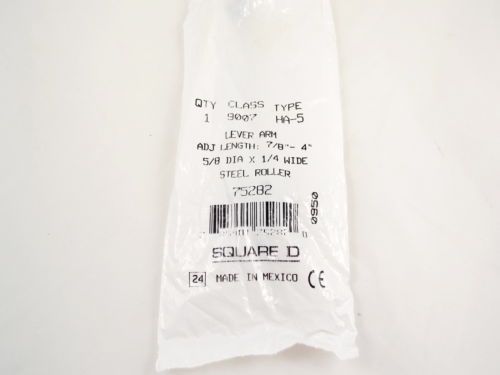 QTY CLASS TYPE
1 9007 HA-5
LEVER ARM
ADJ LENGTH: 7/8"- 4"
5/8 DIA X 1/4 WIDE
STEEL ROLLER
75282
0950
SQUARE D
24 MADE IN MEXICO CE